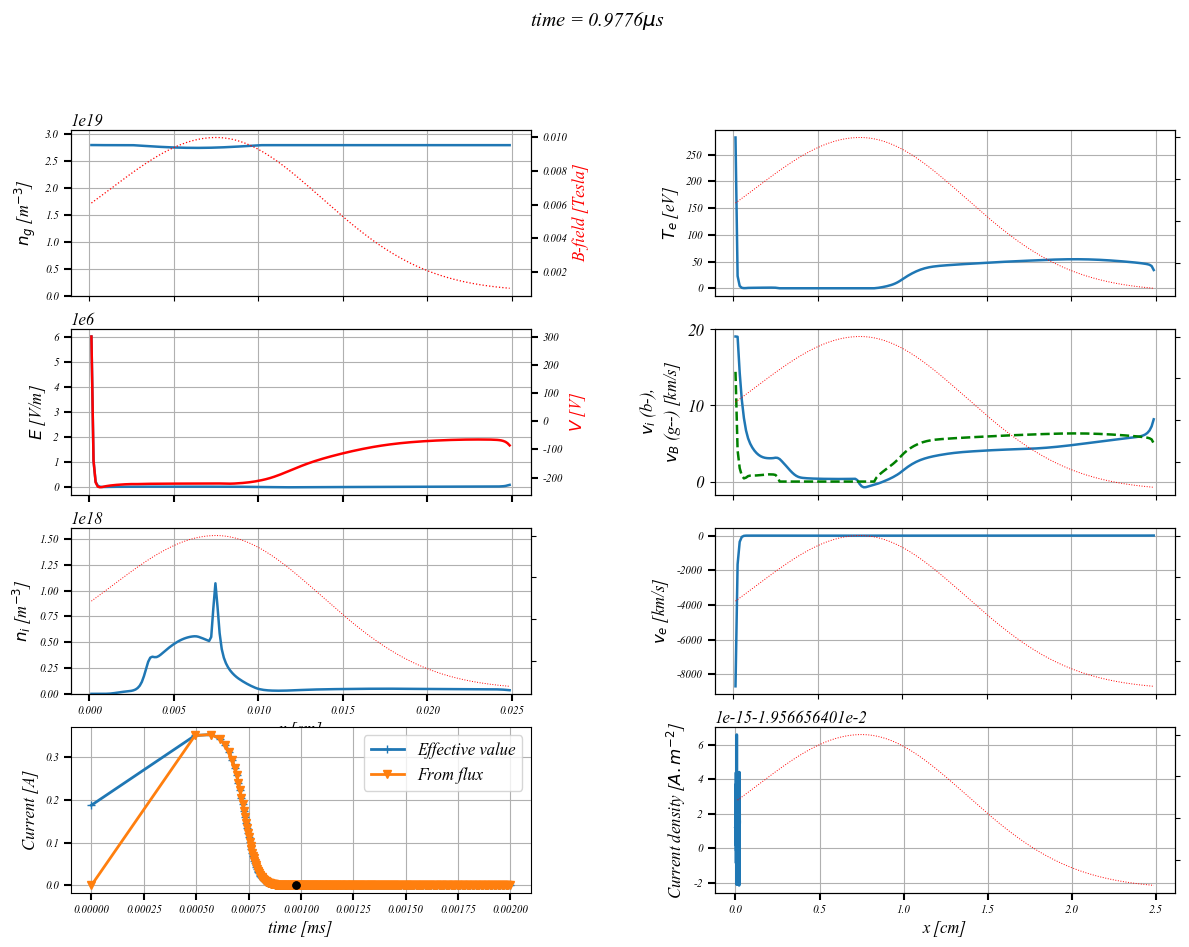 time = 0.9776μs
1e19
n_g [m^{-3}]
3.0
2.5
2.0
1.5
1.0
0.5
0.0
0.010
0.008
0.006
0.004
0.002
B-field [Tesla]
T_e [eV]
250
200
150
100
50
0
1e6
E [V/m]
6
5
4
3
2
1
0
300
200
100
0
-100
-200
V [V]
v_i (b-),
v_B (g--) [km/s]
20
10
0
1e18
n_i [m^{-3}]
1.50
1.25
1.00
0.75
0.50
0.25
0.00
0.000 0.005 0.010 0.015 0.020 0.025
v_e [km/s]
0
-2000
-4000
-6000
-8000
Current [A]
0.3
0.2
0.1
0.0
Effective value
From flux
0.00000 0.00025 0.00050 0.00075 0.00100 0.00125 0.00150 0.00175 0.00200
time [ms]
1e-15-1.956656401e-2
Current density [A.m^{-2}]
6
4
2
0
-2
0.0 0.5 1.0 1.5 2.0 2.5
x [cm]